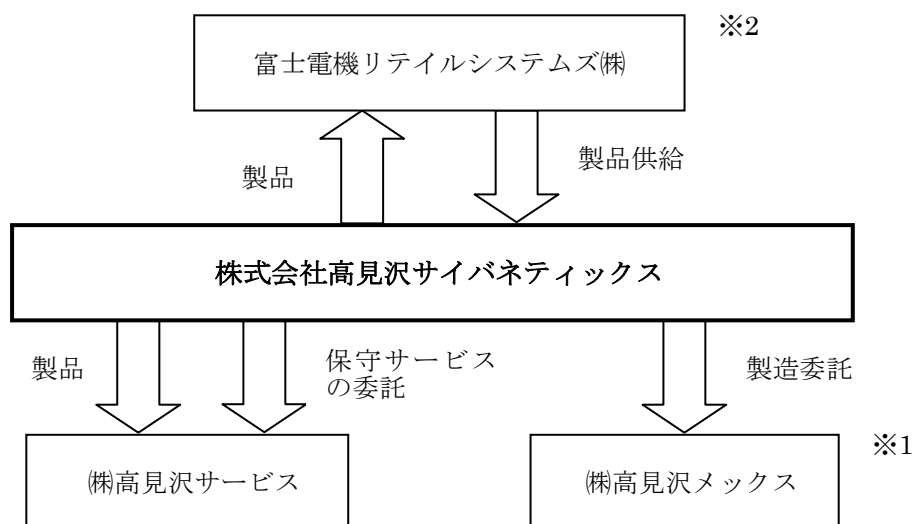 ※2
富士電機リテイルシステムズ㈱
製品
製品供給
株式会社高見沢サイバネティックス
製品
保守サービス
の委託
製造委託
※1
㈱高見沢サービス
㈱高見沢メックス